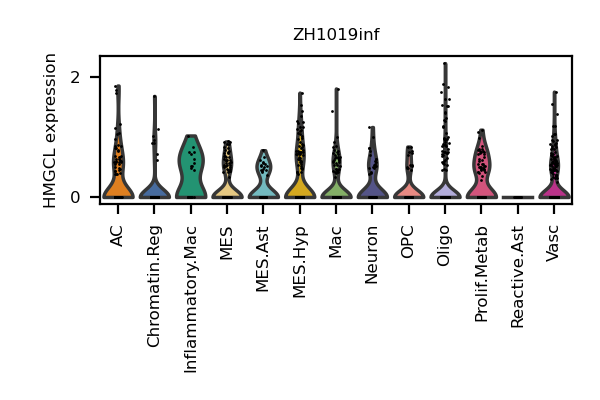 ZH1019inf
HMGCL expression
2
0
AC
Chromatin.Reg
Inflammatory.Mac
MES
MES.Ast
MES.Hyp
Mac
Neuron
OPC
Oligo
Prolif.Metab
Reactive.Ast
Vasc